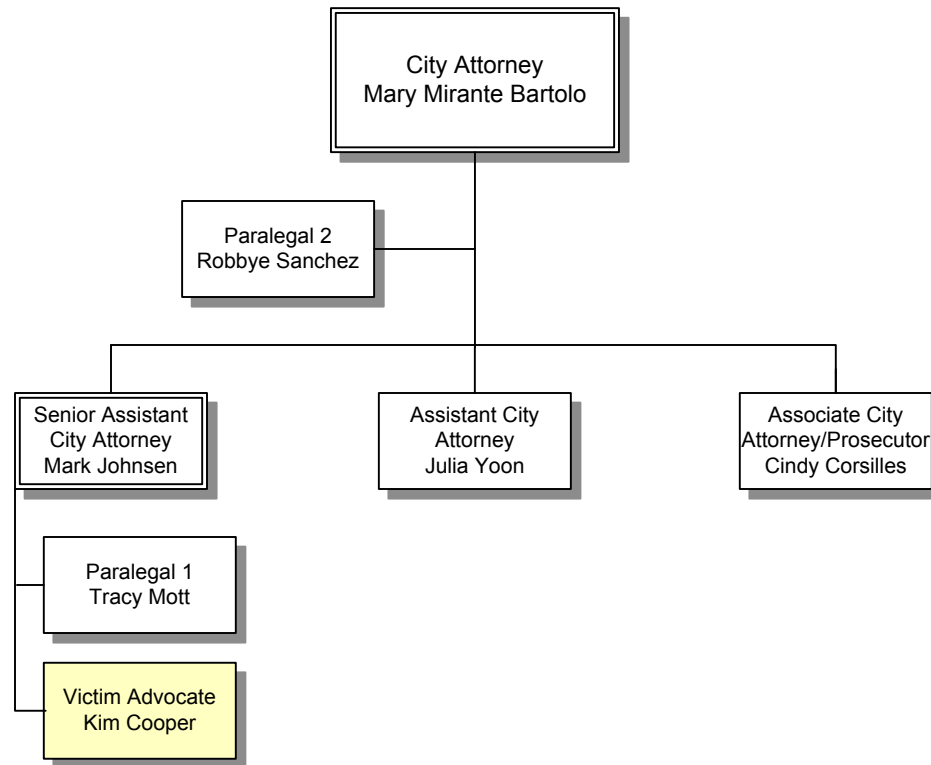 City Attorney
Mary Mirante Bartolo
Paralegal 2
Robbye Sanchez
Senior Assistant
City Attorney
Mark Johnsen
Assistant City
Attorney
Julia Yoon
Associate City
Attorney/Prosecutor
Cindy Corsilles
Paralegal 1
Tracy Mott
Victim Advocate
Kim Cooper